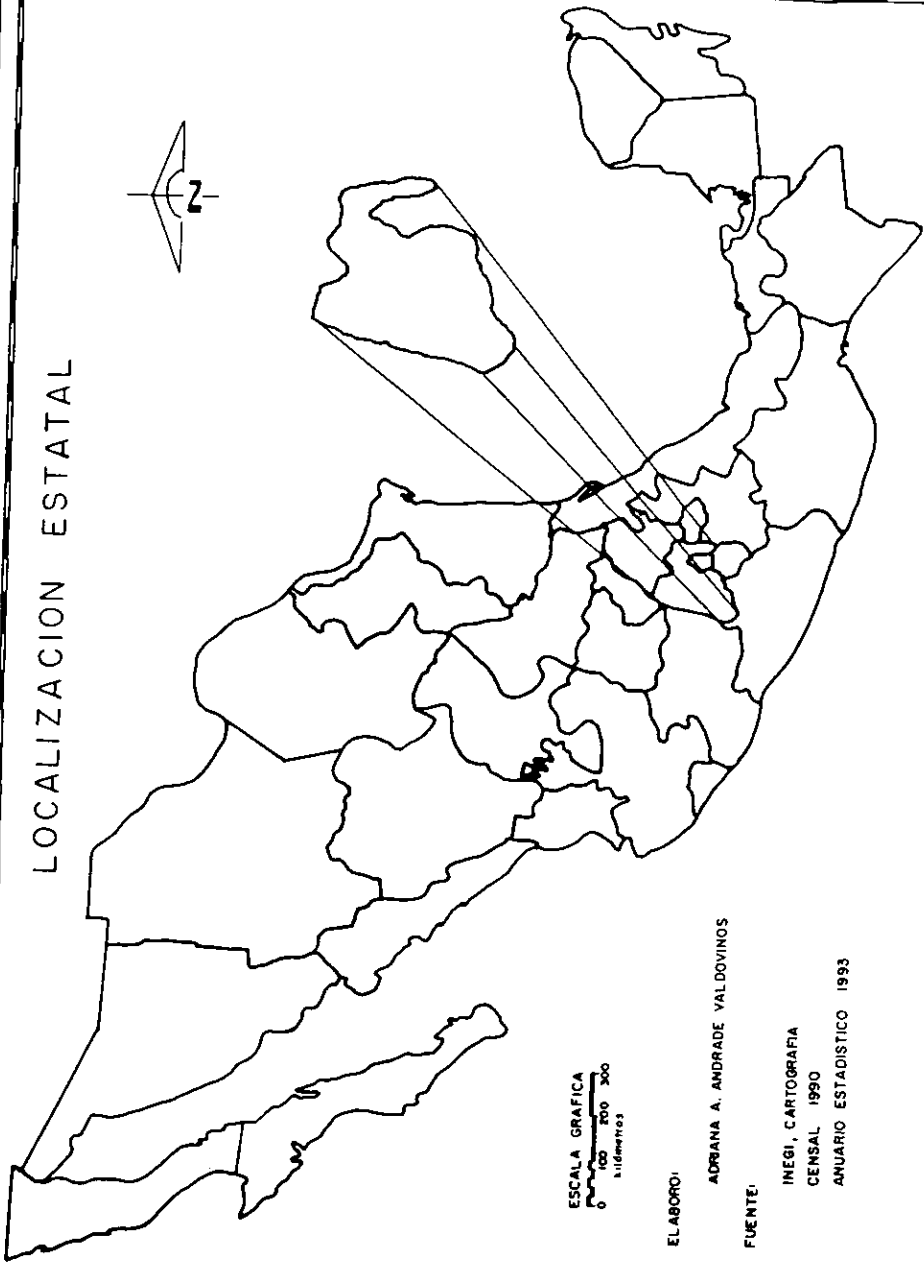 LOCALIZACION ESTATAL
N
ESCALA GRAFICA
0 100 200 300
kilómetros
ELABORO:
ADRIANA A. ANDRADE VALDOVINOS
FUENTE:
INEGI, CARTOGRAFIA
CENSAL 1990
ANUARIO ESTADISTICO 1993